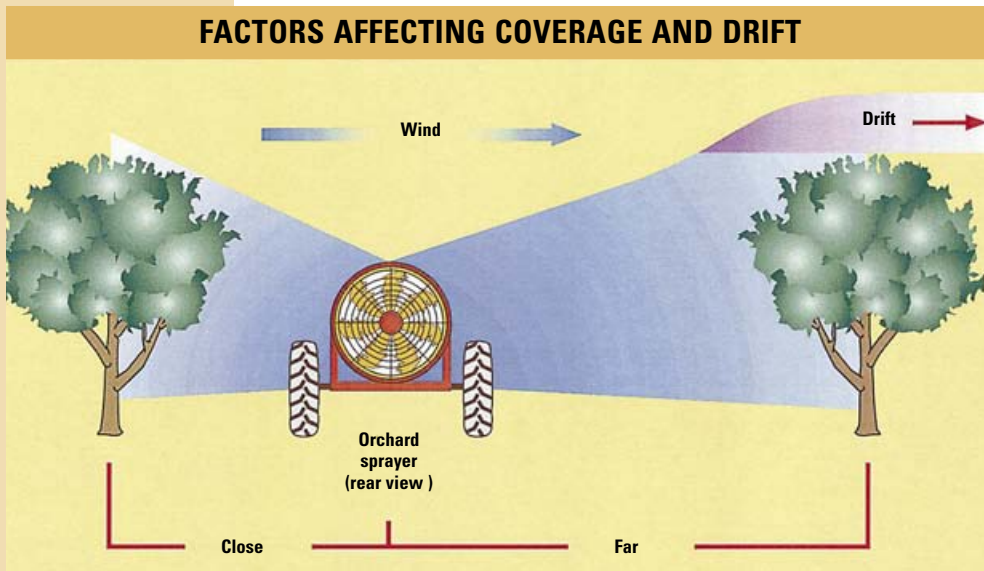 FACTORS AFFECTING COVERAGE AND DRIFT
Wind
Drift
Orchard
sprayer
(rear view )
Close
Far